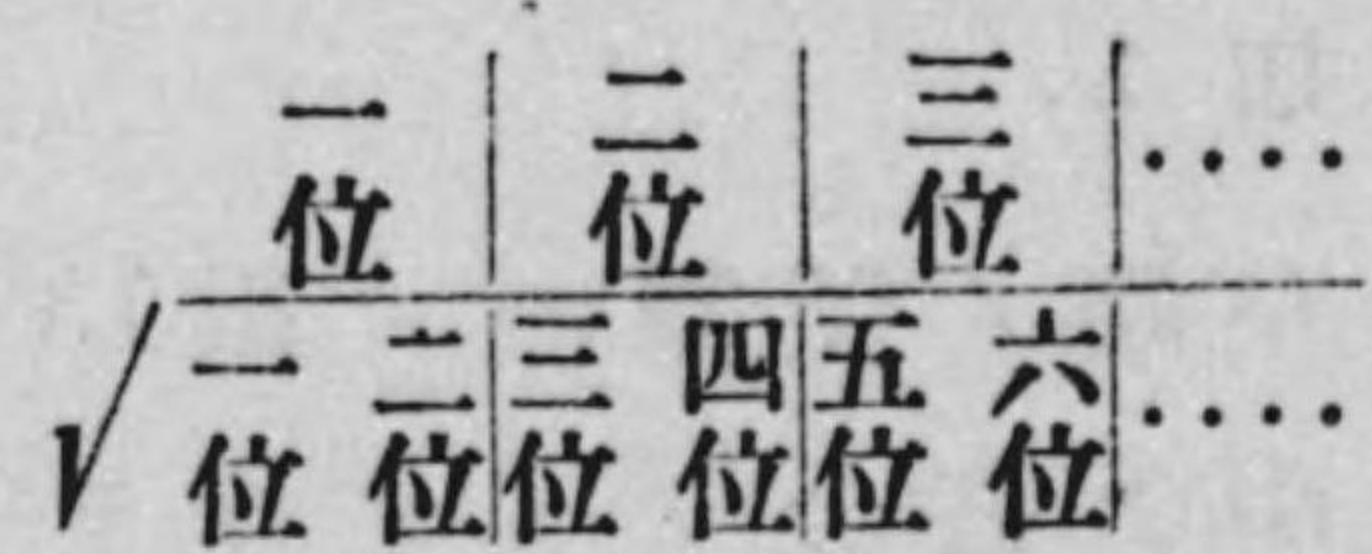 一位 | 二位 | 三位 | ····
√ 一位 二位 | 三位 四位 | 五位 六位 | ····